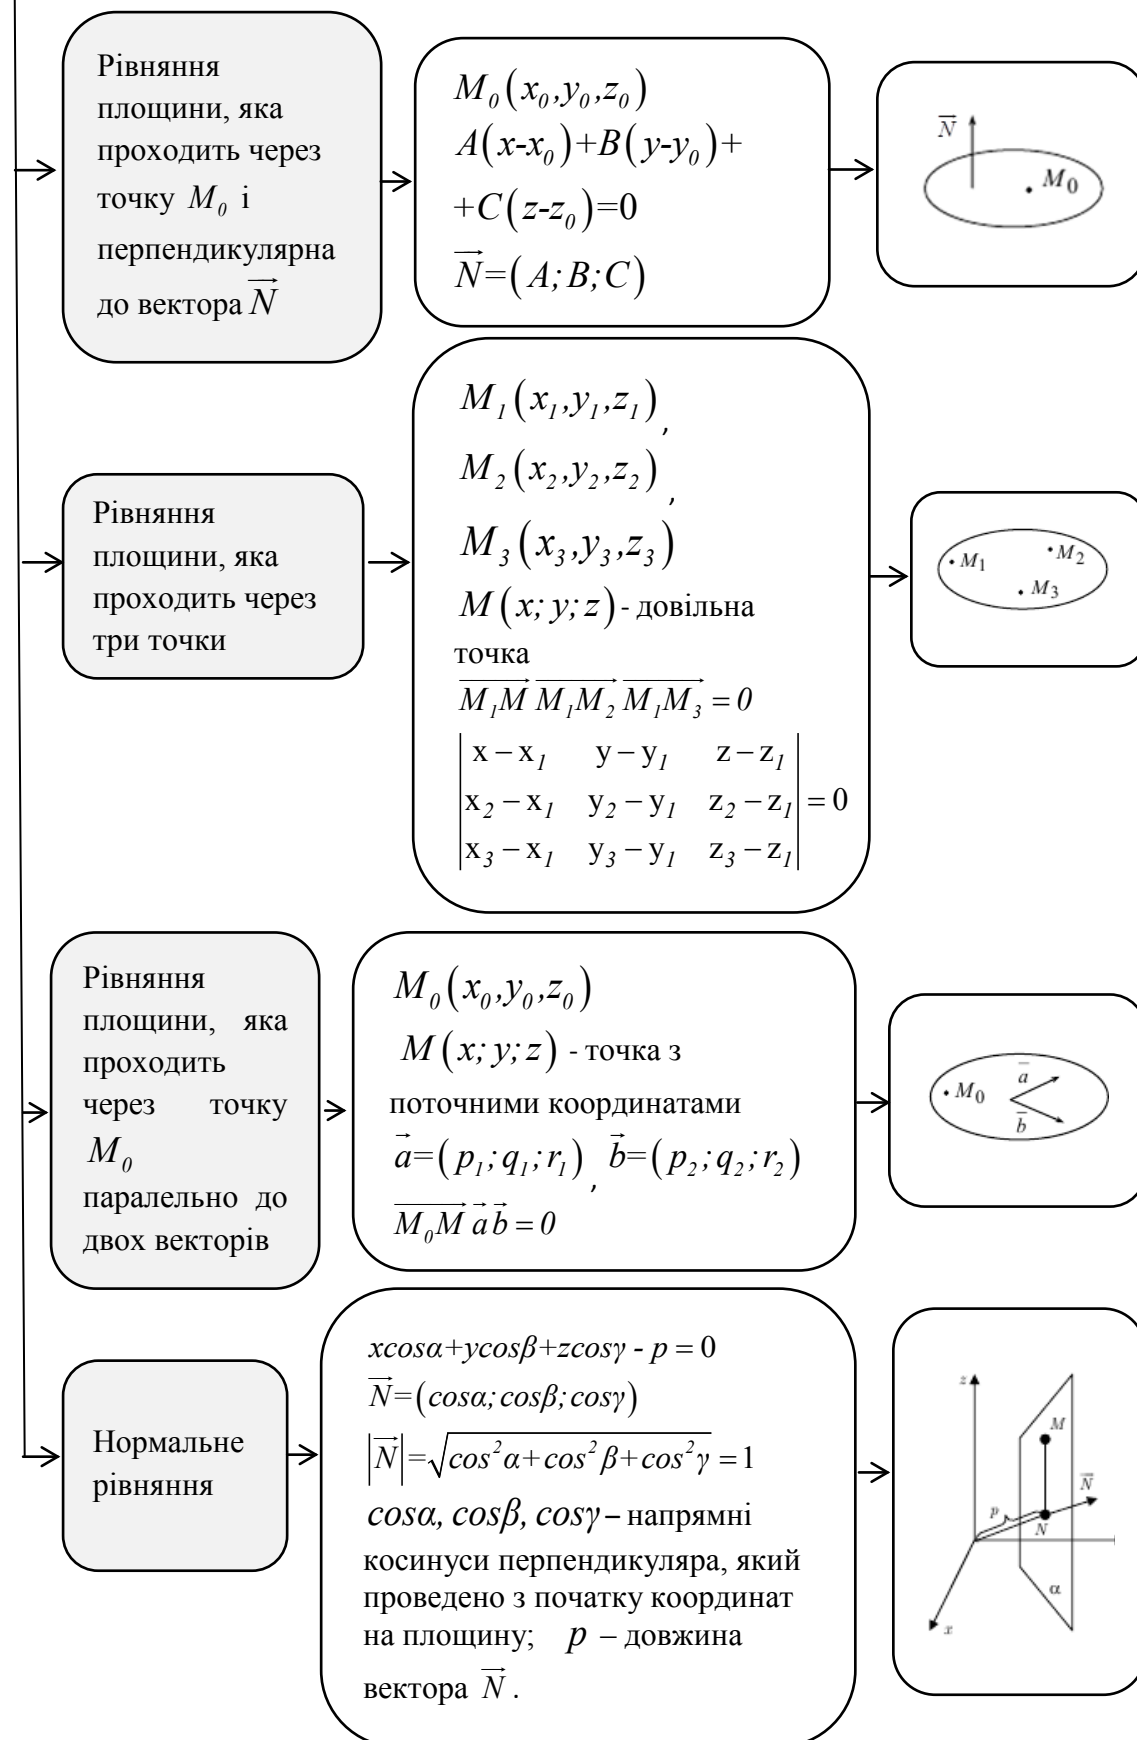 Рівняння
площини, яка
проходить через
точку M₀ і
перпендикулярна
до вектора N⃗
M₀(x₀,y₀,z₀)
A(x-x₀)+B(y-y₀)+
+C(z-z₀)=0
N⃗=(A;B;C)
N̅
M₀
Рівняння
площини, яка
проходить через
три точки
M₁(x₁,y₁,z₁),
M₂(x₂,y₂,z₂),
M₃(x₃,y₃,z₃)
M(x;y;z) - довільна
точка
M₁M⃗ M₁M₂⃗ M₁M₃⃗ = 0
|x − x₁ y − y₁ z − z₁|
|x₂ − x₁ y₂ − y₁ z₂ − z₁| = 0
|x₃ − x₁ y₃ − y₁ z₃ − z₁|
M₁
M₂
M₃
Рівняння
площини, яка
проходить
через точку
M₀
паралельно до
двох векторів
M₀(x₀,y₀,z₀)
M(x;y;z) - точка з
поточними координатами
a⃗=(p₁;q₁;r₁), b⃗=(p₂;q₂;r₂)
M₀M⃗ a⃗ b⃗ = 0
M₀
a̅
b̅
Нормальне
рівняння
xcosα+ycosβ+zcosγ - p = 0
N⃗=(cosα;cosβ;cosγ)
|N⃗|=√(cos²α+cos²β+cos²γ) = 1
cosα, cosβ, cosγ – напрямні
косинуси перпендикуляра, який
проведено з початку координат
на площину; p – довжина
вектора N⃗.
z
M
N̅
p
N
α
x